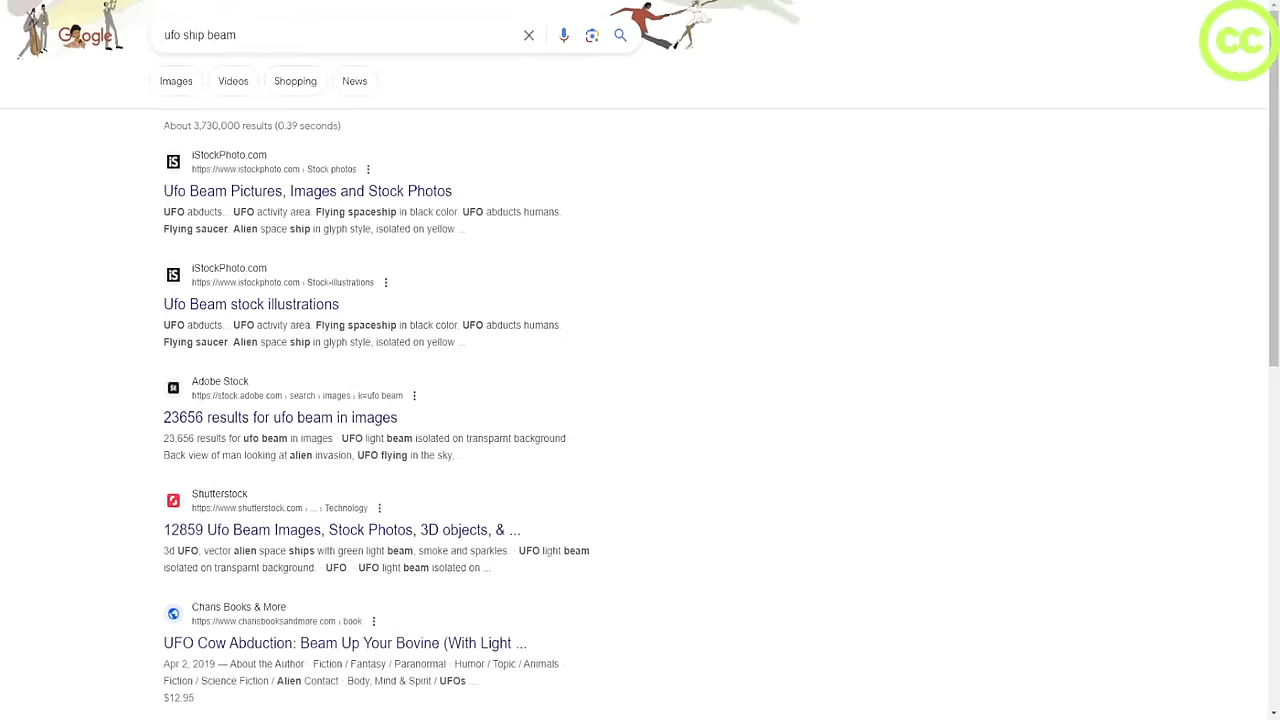 Google
ufo ship beam
CC
Images Videos Shopping News
About 3,730,000 results (0.39 seconds)
iS
iStockPhoto.com
https://www.istockphoto.com › Stock photos
Ufo Beam Pictures, Images and Stock Photos
UFO abducts... UFO activity area. Flying spaceship in black color. UFO abducts humans.
Flying saucer. Alien space ship in glyph style, isolated on yellow ...
iS
iStockPhoto.com
https://www.istockphoto.com › Stock-illustrations
Ufo Beam stock illustrations
UFO abducts... UFO activity area. Flying spaceship in black color. UFO abducts humans.
Flying saucer. Alien space ship in glyph style, isolated on yellow ...
St
Adobe Stock
https://stock.adobe.com › search › images › k=ufo beam
23656 results for ufo beam in images
23,656 results for ufo beam in images · UFO light beam isolated on transparnt background. ·
Back view of man looking at alien invasion, UFO flying in the sky, ...
Shutterstock
https://www.shutterstock.com › ... › Technology
12859 Ufo Beam Images, Stock Photos, 3D objects, & ...
3d UFO, vector alien space ships with green light beam, smoke and sparkles. · UFO light beam
isolated on transparnt background. · UFO · UFO light beam isolated on ...
Charis Books & More
https://www.charisbooksandmore.com › book
UFO Cow Abduction: Beam Up Your Bovine (With Light ...
Apr 2, 2019 — About the Author · Fiction / Fantasy / Paranormal · Humor / Topic / Animals ·
Fiction / Science Fiction / Alien Contact · Body, Mind & Spirit / UFOs ...
$12.95